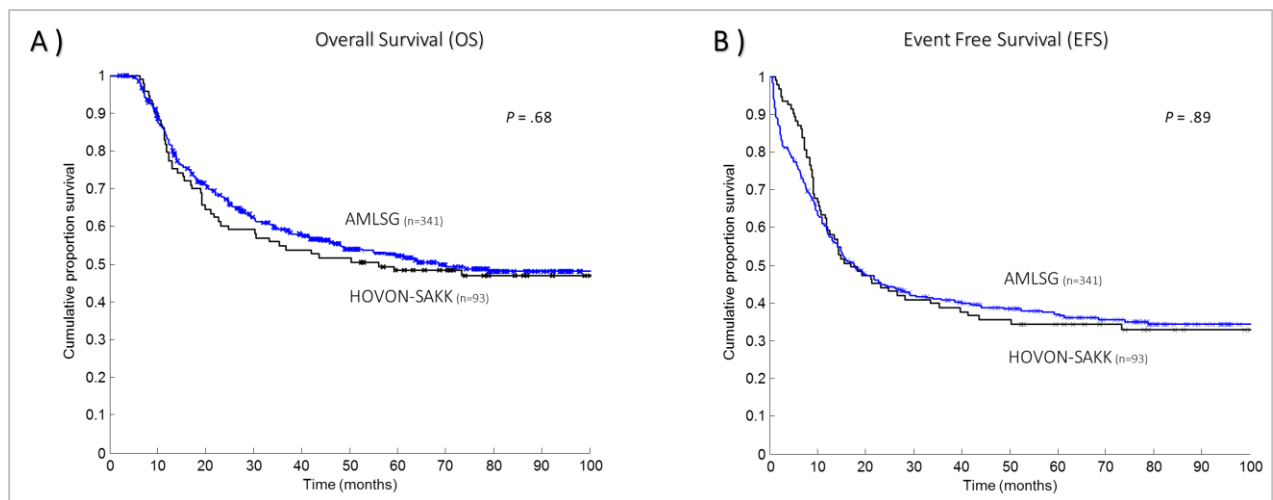 A )
Overall Survival (OS)
1
0.9
0.8
0.7
0.6
0.5
0.4
0.3
0.2
0.1
0
Cumulative proportion survival
P = .68
AMLSG (n=341)
HOVON-SAKK (n=93)
0 10 20 30 40 50 60 70 80 90 100
Time (months)
B )
Event Free Survival (EFS)
1
0.9
0.8
0.7
0.6
0.5
0.4
0.3
0.2
0.1
0
Cumulative proportion survival
P = .89
AMLSG (n=341)
HOVON-SAKK (n=93)
0 10 20 30 40 50 60 70 80 90 100
Time (months)